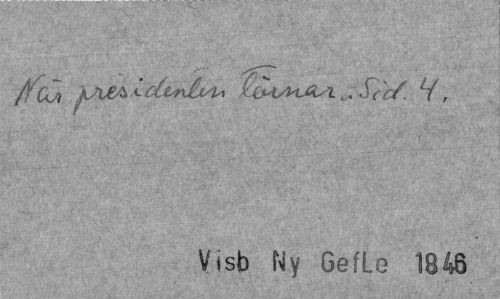 När presidenten törnar. Sid. 4.
Visb Ny GefLe 1846